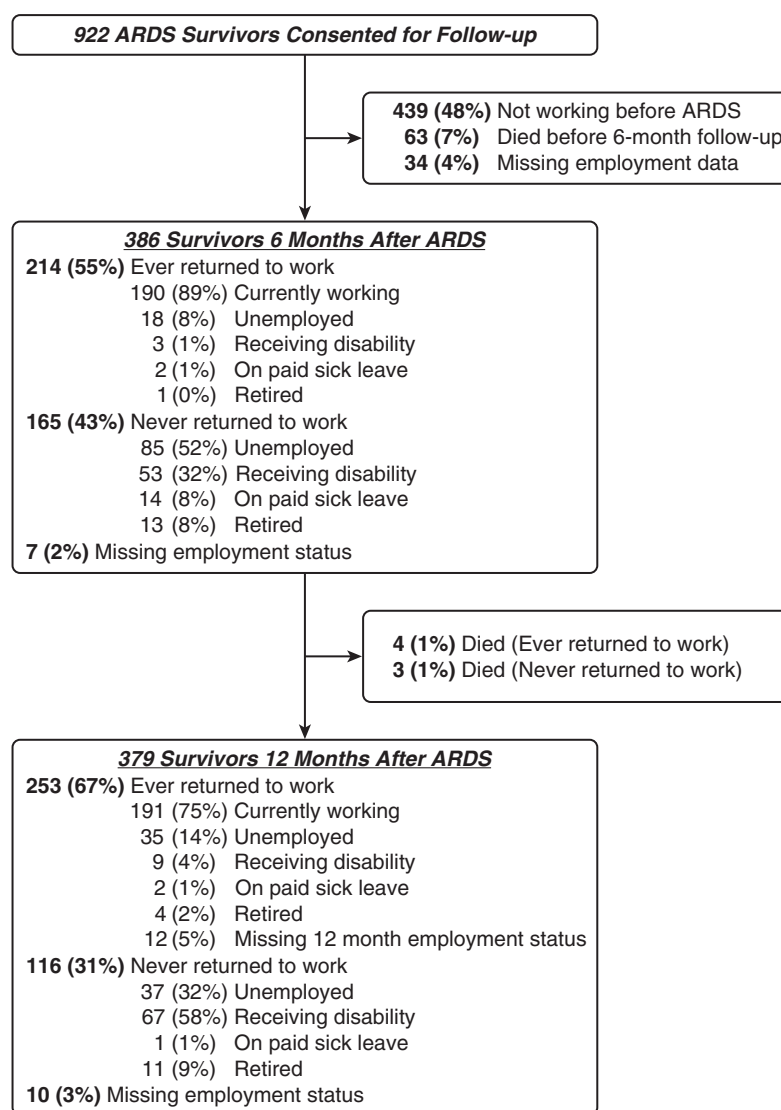 922 ARDS Survivors Consented for Follow-up
439 (48%) Not working before ARDS
63 (7%) Died before 6-month follow-up
34 (4%) Missing employment data
386 Survivors 6 Months After ARDS
214 (55%) Ever returned to work
190 (89%) Currently working
18 (8%) Unemployed
3 (1%) Receiving disability
2 (1%) On paid sick leave
1 (0%) Retired
165 (43%) Never returned to work
85 (52%) Unemployed
53 (32%) Receiving disability
14 (8%) On paid sick leave
13 (8%) Retired
7 (2%) Missing employment status
4 (1%) Died (Ever returned to work)
3 (1%) Died (Never returned to work)
379 Survivors 12 Months After ARDS
253 (67%) Ever returned to work
191 (75%) Currently working
35 (14%) Unemployed
9 (4%) Receiving disability
2 (1%) On paid sick leave
4 (2%) Retired
12 (5%) Missing 12 month employment status
116 (31%) Never returned to work
37 (32%) Unemployed
67 (58%) Receiving disability
1 (1%) On paid sick leave
11 (9%) Retired
10 (3%) Missing employment status